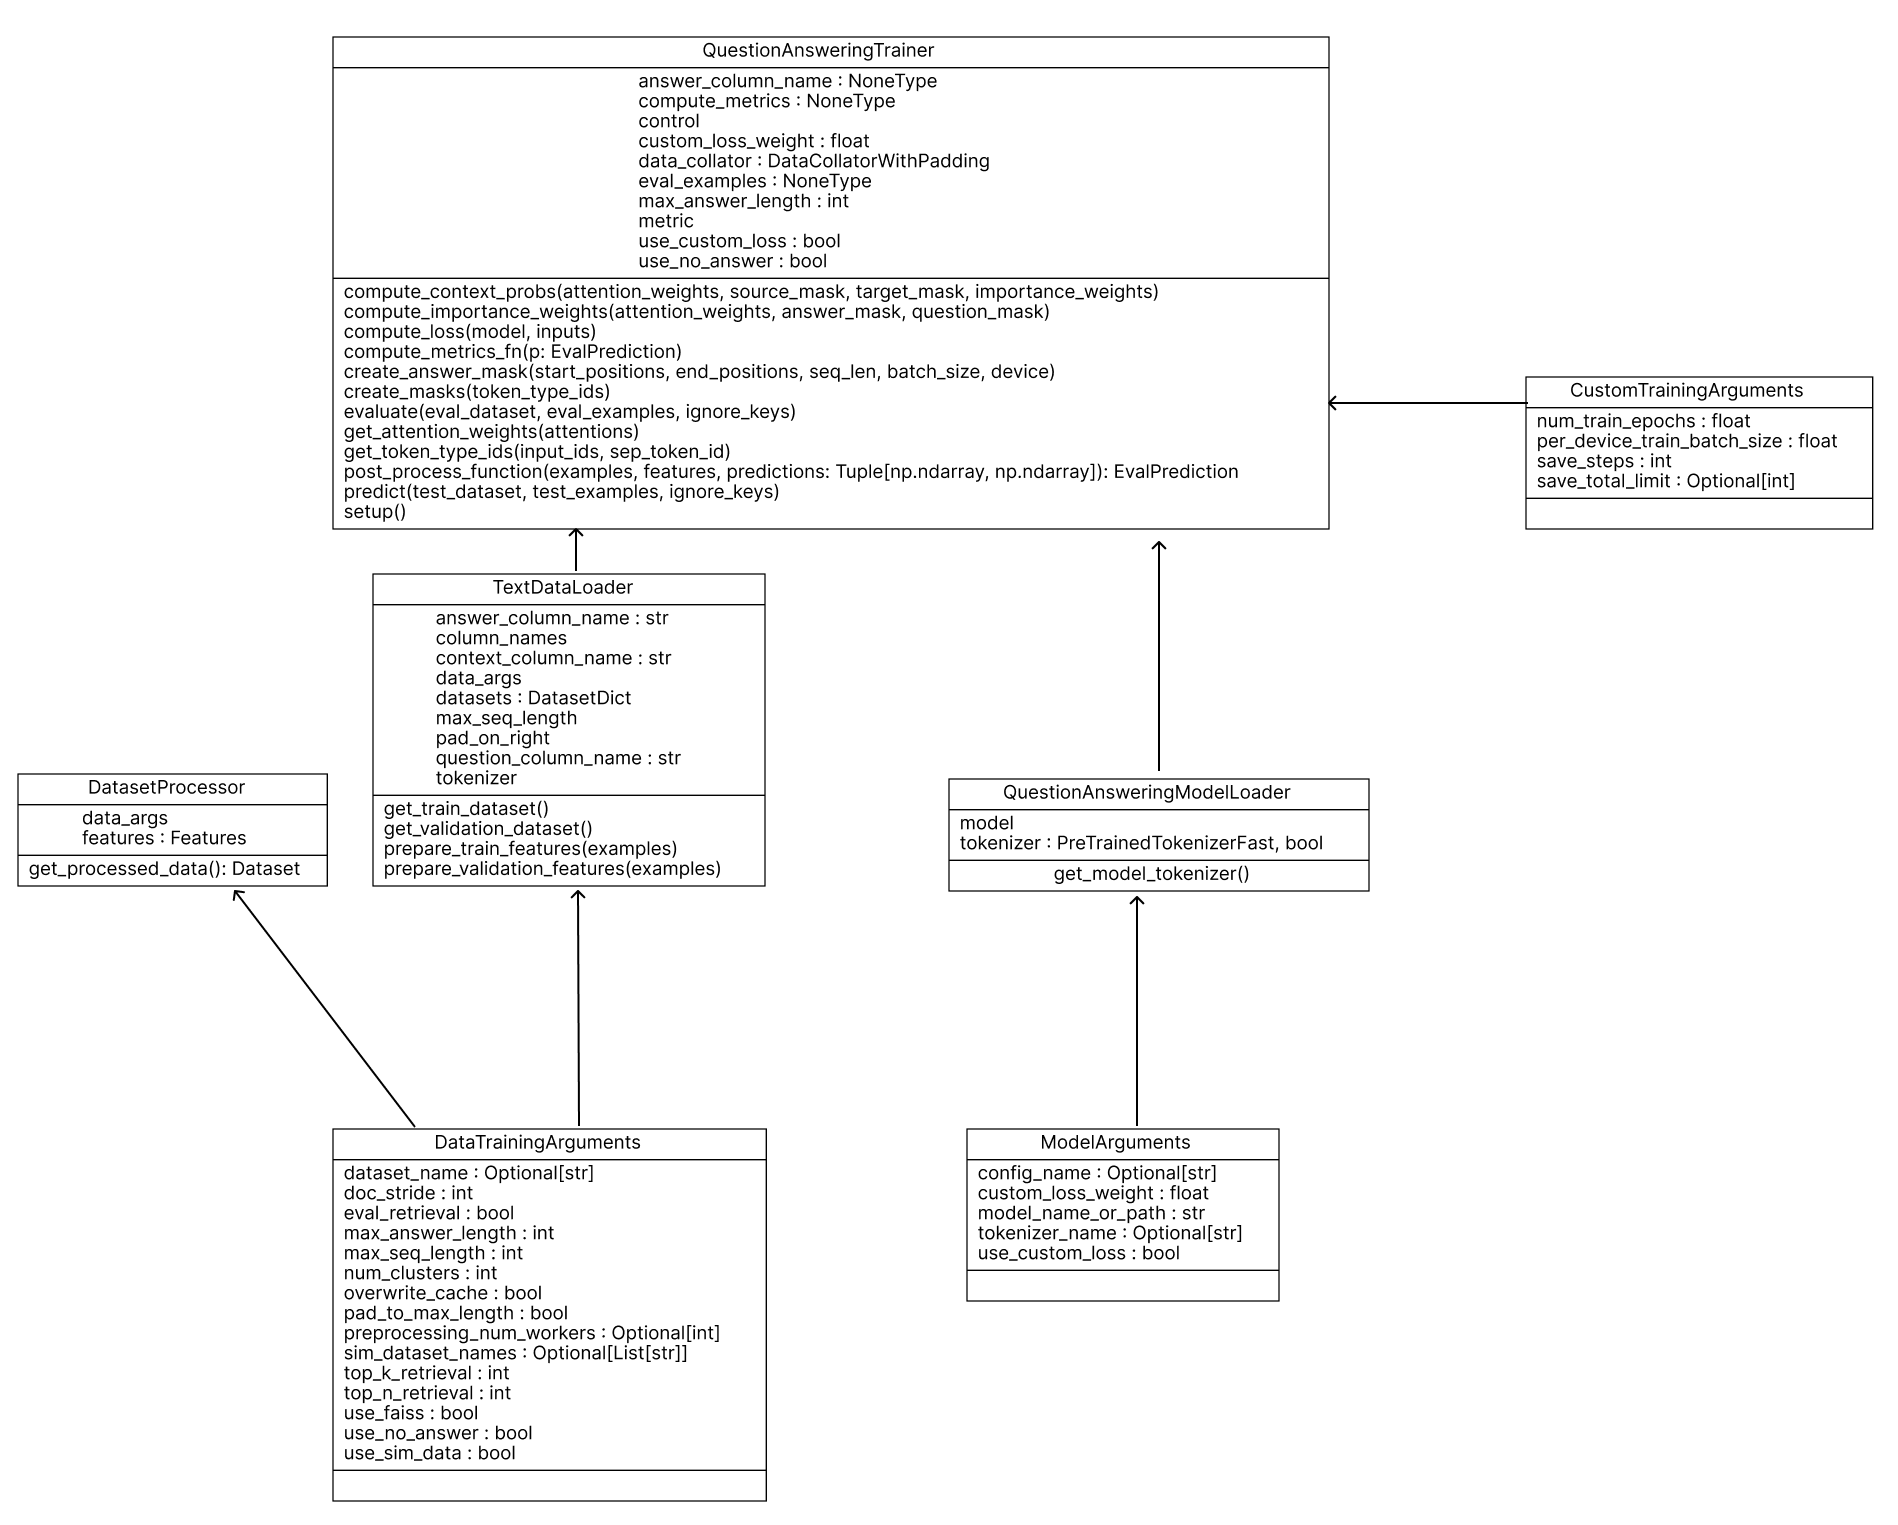 QuestionAnsweringTrainer
answer_column_name : NoneType
compute_metrics : NoneType
control
custom_loss_weight : float
data_collator : DataCollatorWithPadding
eval_examples : NoneType
max_answer_length : int
metric
use_custom_loss : bool
use_no_answer : bool
compute_context_probs(attention_weights, source_mask, target_mask, importance_weights)
compute_importance_weights(attention_weights, answer_mask, question_mask)
compute_loss(model, inputs)
compute_metrics_fn(p: EvalPrediction)
create_answer_mask(start_positions, end_positions, seq_len, batch_size, device)
create_masks(token_type_ids)
evaluate(eval_dataset, eval_examples, ignore_keys)
get_attention_weights(attentions)
get_token_type_ids(input_ids, sep_token_id)
post_process_function(examples, features, predictions: Tuple[np.ndarray, np.ndarray]): EvalPrediction
predict(test_dataset, test_examples, ignore_keys)
setup()
CustomTrainingArguments
num_train_epochs : float
per_device_train_batch_size : float
save_steps : int
save_total_limit : Optional[int]
TextDataLoader
answer_column_name : str
column_names
context_column_name : str
data_args
datasets : DatasetDict
max_seq_length
pad_on_right
question_column_name : str
tokenizer
get_train_dataset()
get_validation_dataset()
prepare_train_features(examples)
prepare_validation_features(examples)
DatasetProcessor
data_args
features : Features
get_processed_data(): Dataset
QuestionAnsweringModelLoader
model
tokenizer : PreTrainedTokenizerFast, bool
get_model_tokenizer()
DataTrainingArguments
dataset_name : Optional[str]
doc_stride : int
eval_retrieval : bool
max_answer_length : int
max_seq_length : int
num_clusters : int
overwrite_cache : bool
pad_to_max_length : bool
preprocessing_num_workers : Optional[int]
sim_dataset_names : Optional[List[str]]
top_k_retrieval : int
top_n_retrieval : int
use_faiss : bool
use_no_answer : bool
use_sim_data : bool
ModelArguments
config_name : Optional[str]
custom_loss_weight : float
model_name_or_path : str
tokenizer_name : Optional[str]
use_custom_loss : bool